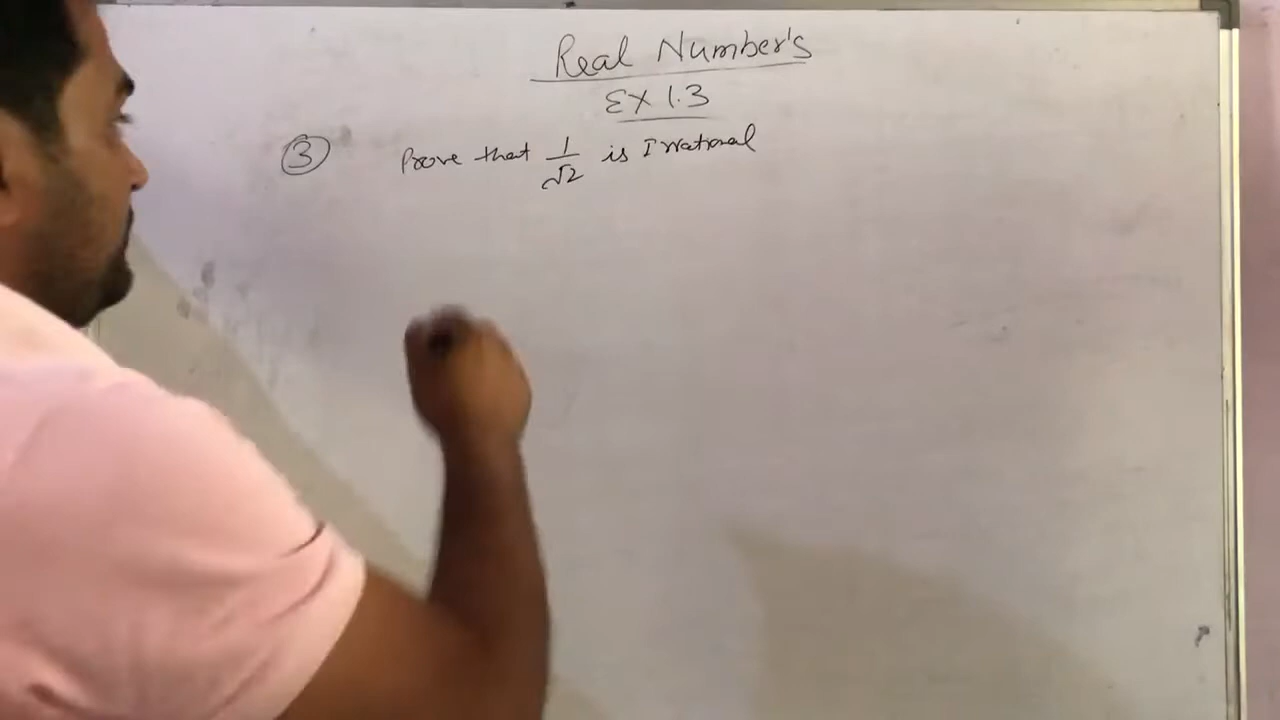 Real Number's
Ex 1.3
③ Prove that 1/√2 is Irrational